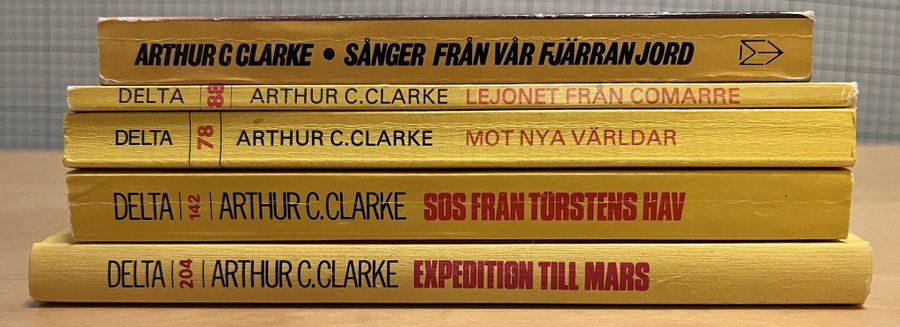 ARTHUR C CLARKE • SÅNGER FRÅN VÅR FJÄRRAN JORD
DELTA 88 ARTHUR C.CLARKE LEJONET FRÅN COMARRE
DELTA 78 ARTHUR C.CLARKE MOT NYA VÄRLDAR
DELTA 142 ARTHUR C.CLARKE SOS FRÅN TÖRSTENS HAV
DELTA 204 ARTHUR C.CLARKE EXPEDITION TILL MARS